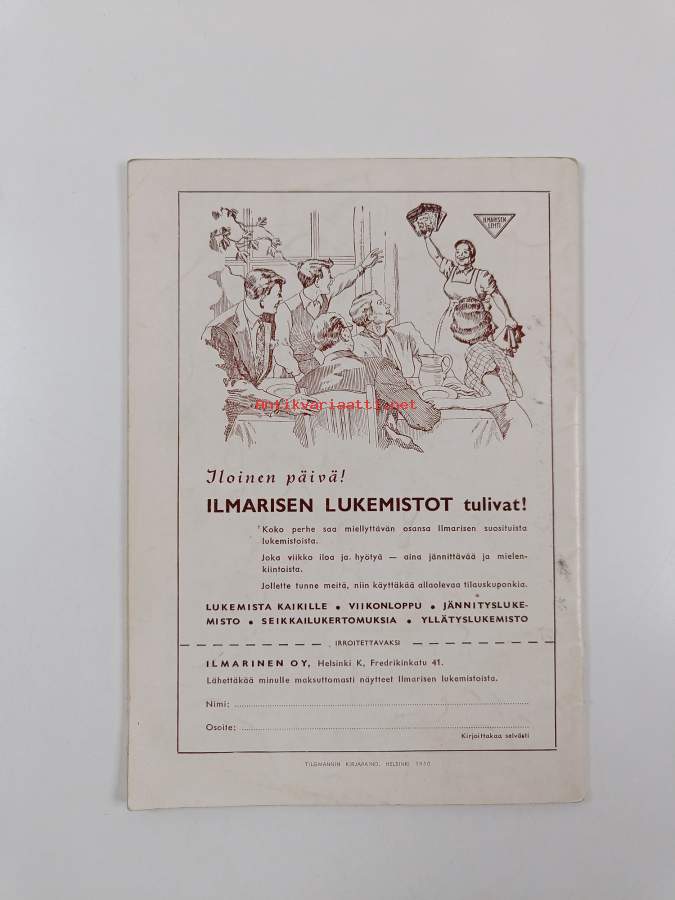 ILMARISEN
LEHTI
antikvariaatti.net
Iloinen päivä!
ILMARISEN LUKEMISTOT tulivat!
Koko perhe saa miellyttävän osansa Ilmarisen suosituista
lukemistoista.
Joka viikko iloa ja hyötyä — aina jännittävää ja mielen-
kiintoista.
Jollette tunne meitä, niin käyttäkää allaolevaa tilauskuponkia.
LUKEMISTA KAIKILLE • VIIKONLOPPU • JÄNNITYSLUKE-
MISTO • SEIKKAILUKERTOMUKSIA • YLLÄTYSLUKEMISTO
IRROITETTAVAKSI
ILMARINEN OY, Helsinki K, Fredrikinkatu 41.
Lähettäkää minulle maksuttomasti näytteet Ilmarisen lukemistoista.
Nimi:
Osoite:
Kirjoittakaa selvästi
TILGMANNIN KIRJAPAINO, HELSINKI 1950